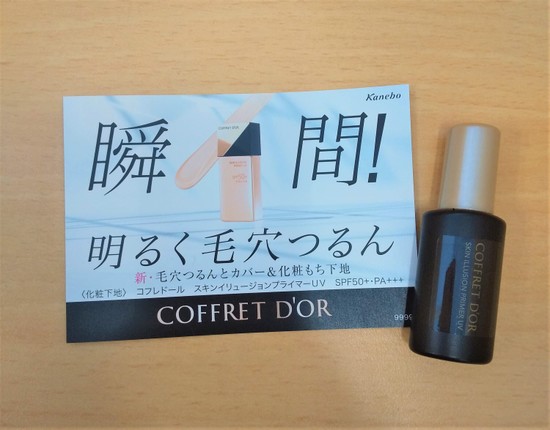 Kanebo
瞬間!
明るく毛穴つるん
新・毛穴つるんとカバー&化粧もち下地
〈化粧下地〉 コフレドール スキンイリュージョンプライマーUV SPF50+・PA+++
COFFRET D'OR
9999
COFFRET D'OR
SKIN ILLUSION PRIMER UV